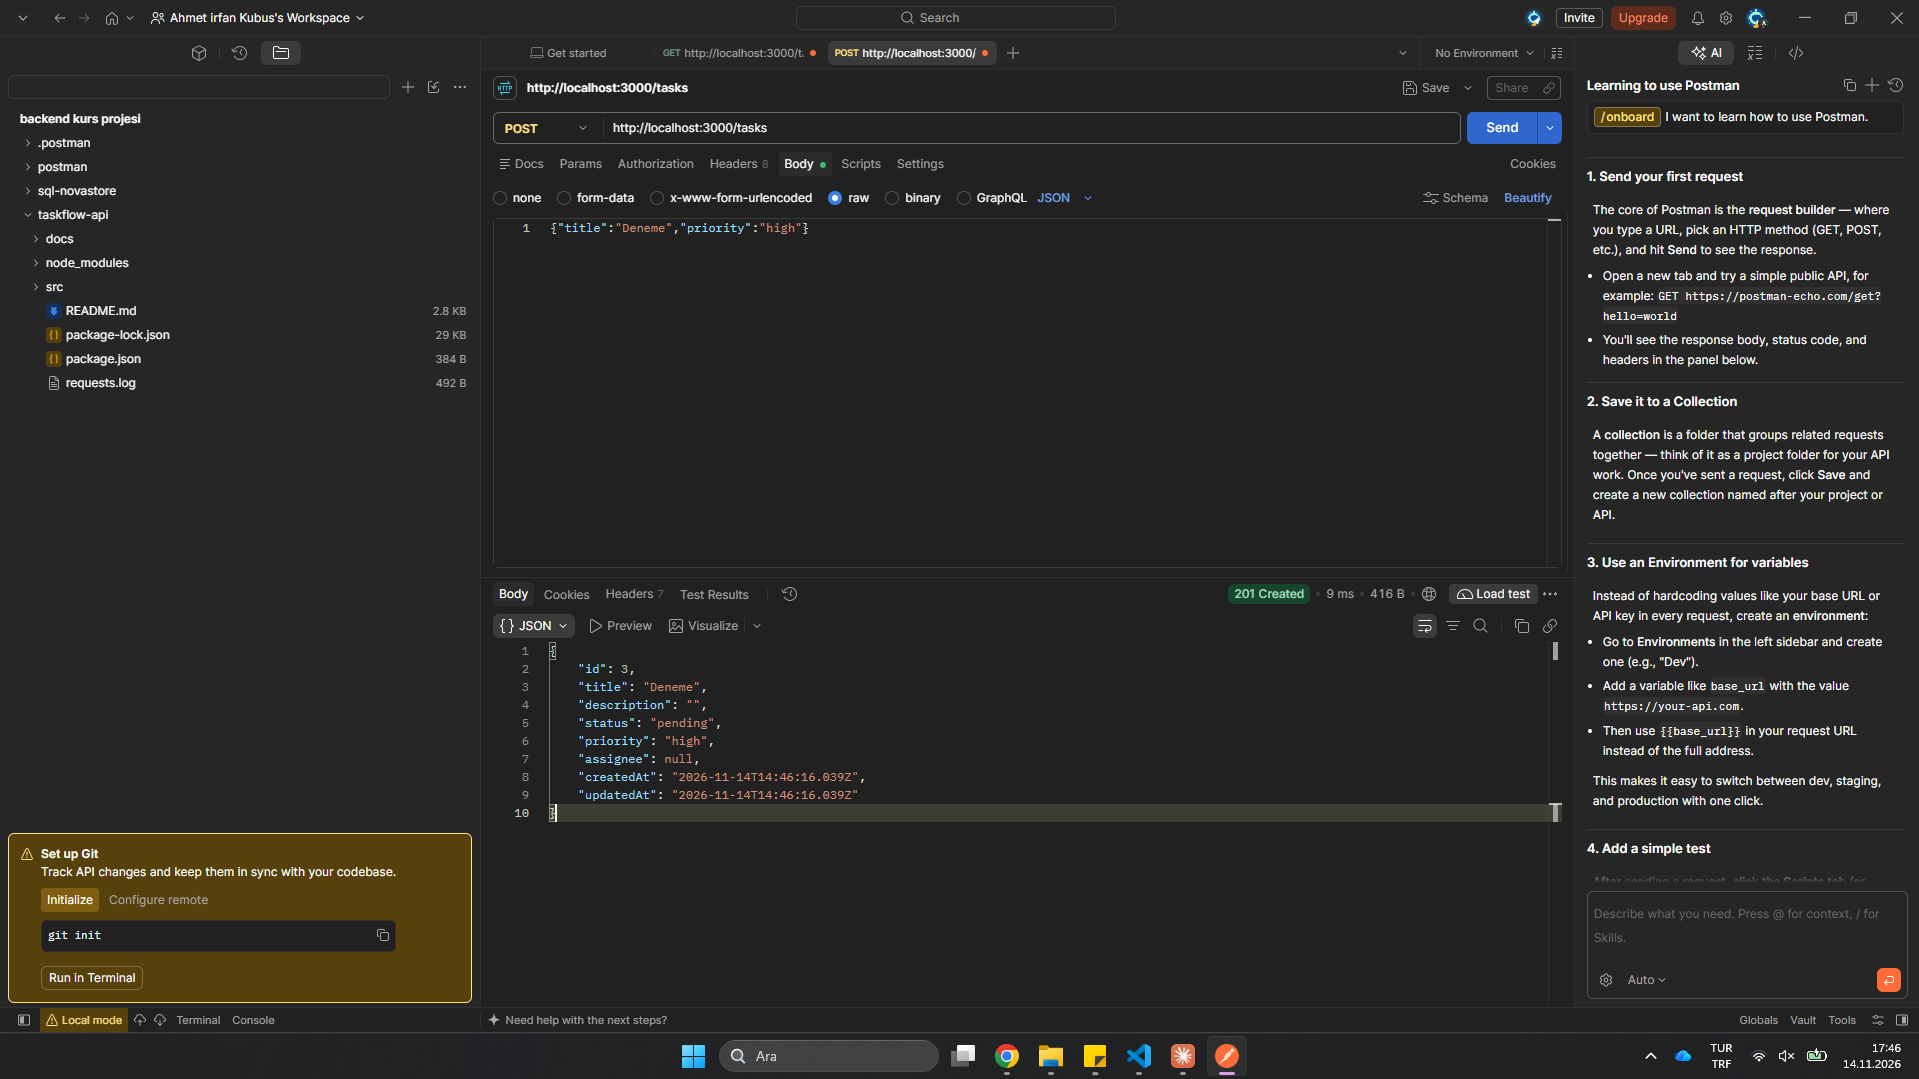 Ahmet irfan Kubus's Workspace
Search
Invite
Upgrade
Get started
GET http://localhost:3000/t.
POST http://localhost:3000/
No Environment
AI
backend kurs projesi
.postman
postman
sql-novastore
taskflow-api
docs
node_modules
src
README.md 2.8 KB
package-lock.json 29 KB
package.json 384 B
requests.log 492 B
Set up Git
Track API changes and keep them in sync with your codebase.
Initialize Configure remote
git init
Run in Terminal
HTTP http://localhost:3000/tasks
Save
Share
POST http://localhost:3000/tasks
Send
Docs Params Authorization Headers 8 Body Scripts Settings
Cookies
none form-data x-www-form-urlencoded raw binary GraphQL JSON
Schema Beautify
1 {"title":"Deneme","priority":"high"}
Body Cookies Headers 7 Test Results
201 Created 9 ms 416 B Load test
{} JSON Preview Visualize
1 {
2 "id": 3,
3 "title": "Deneme",
4 "description": "",
5 "status": "pending",
6 "priority": "high",
7 "assignee": null,
8 "createdAt": "2026-11-14T14:46:16.039Z",
9 "updatedAt": "2026-11-14T14:46:16.039Z"
10 }
Learning to use Postman
/onboard I want to learn how to use Postman.
1. Send your first request
The core of Postman is the request builder — where
you type a URL, pick an HTTP method (GET, POST,
etc.), and hit Send to see the response.
• Open a new tab and try a simple public API, for
example: GET https://postman-echo.com/get?
hello=world
• You'll see the response body, status code, and
headers in the panel below.
2. Save it to a Collection
A collection is a folder that groups related requests
together — think of it as a project folder for your API
work. Once you've sent a request, click Save and
create a new collection named after your project or
API.
3. Use an Environment for variables
Instead of hardcoding values like your base URL or
API key in every request, create an environment:
• Go to Environments in the left sidebar and create
one (e.g., "Dev").
• Add a variable like base_url with the value
https://your-api.com.
• Then use {{base_url}} in your request URL
instead of the full address.
This makes it easy to switch between dev, staging,
and production with one click.
4. Add a simple test
After sending a request, click the Scripts tab (or
Describe what you need. Press @ for context, / for
Skills.
Auto
Local mode
Terminal Console
Need help with the next steps?
Globals Vault Tools
Ara
TUR
TRF
17:46
14.11.2026